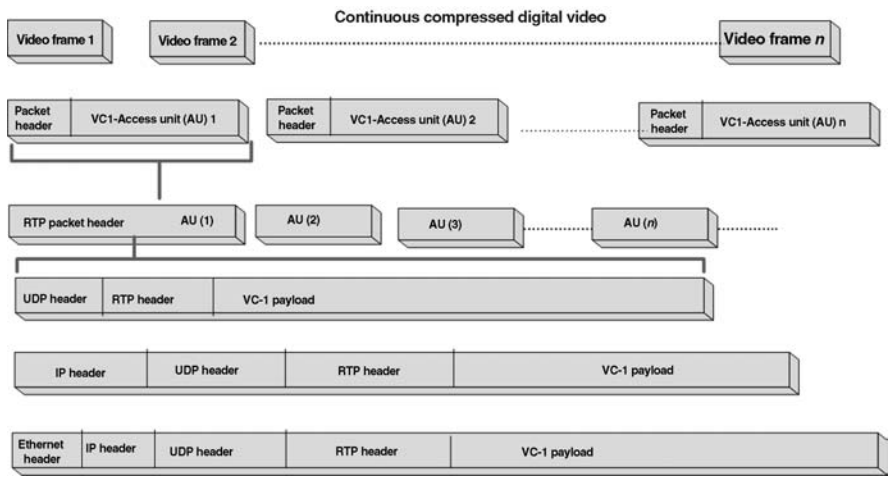 Continuous compressed digital video
Video frame 1
Video frame 2
Video frame n
Packet
header
VC1-Access unit (AU) 1
Packet
header
VC1-Access unit (AU) 2
Packet
header
VC1-Access unit (AU) n
RTP packet header
AU (1)
AU (2)
AU (3)
AU (n)
UDP header
RTP header
VC-1 payload
IP header
UDP header
RTP header
VC-1 payload
Ethernet
header
IP header
UDP header
RTP header
VC-1 payload